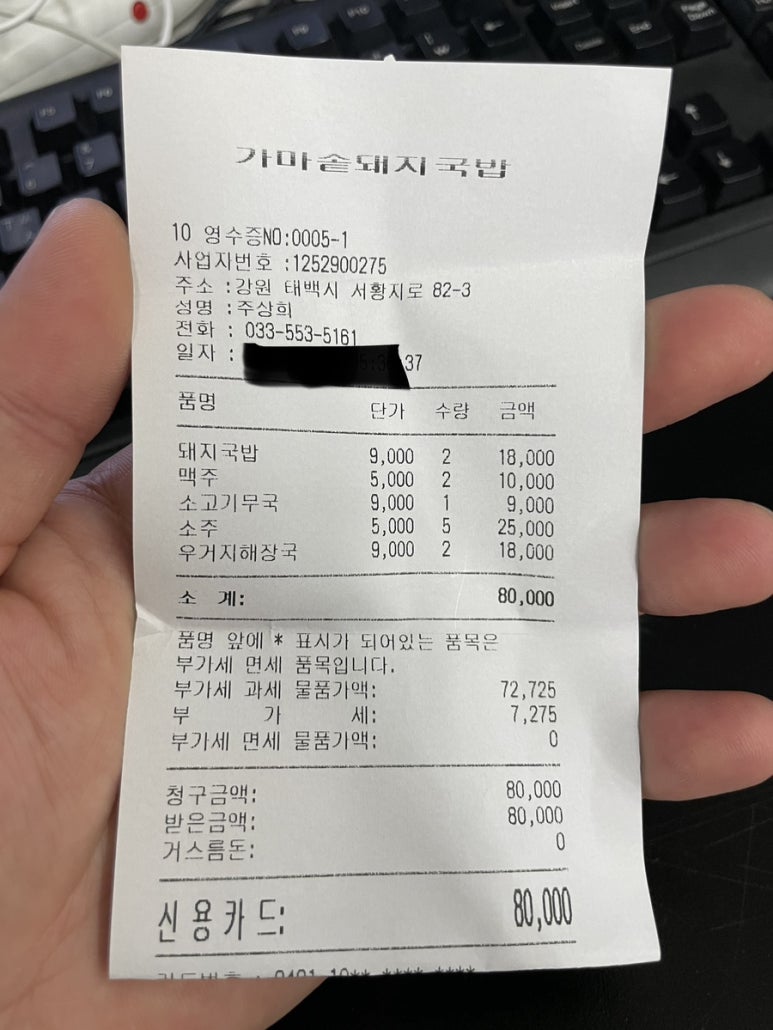 가마솥돼지국밥
10 영수증NO:0005-1
사업자번호 :1252900275
주소 :강원 태백시 서황지로 82-3
성명 :주상희
전화 : 033-553-5161
일자 : 37
품명 단가 수량 금액
돼지국밥 9,000 2 18,000
맥주 5,000 2 10,000
소고기무국 9,000 1 9,000
소주 5,000 5 25,000
우거지해장국 9,000 2 18,000
소 계: 80,000
품명 앞에 * 표시가 되어있는 품목은
부가세 면세 품목입니다.
부가세 과세 물품가액: 72,725
부 가 세: 7,275
부가세 면세 물품가액: 0
청구금액: 80,000
받은금액: 80,000
거스름돈: 0
신용카드: 80,000